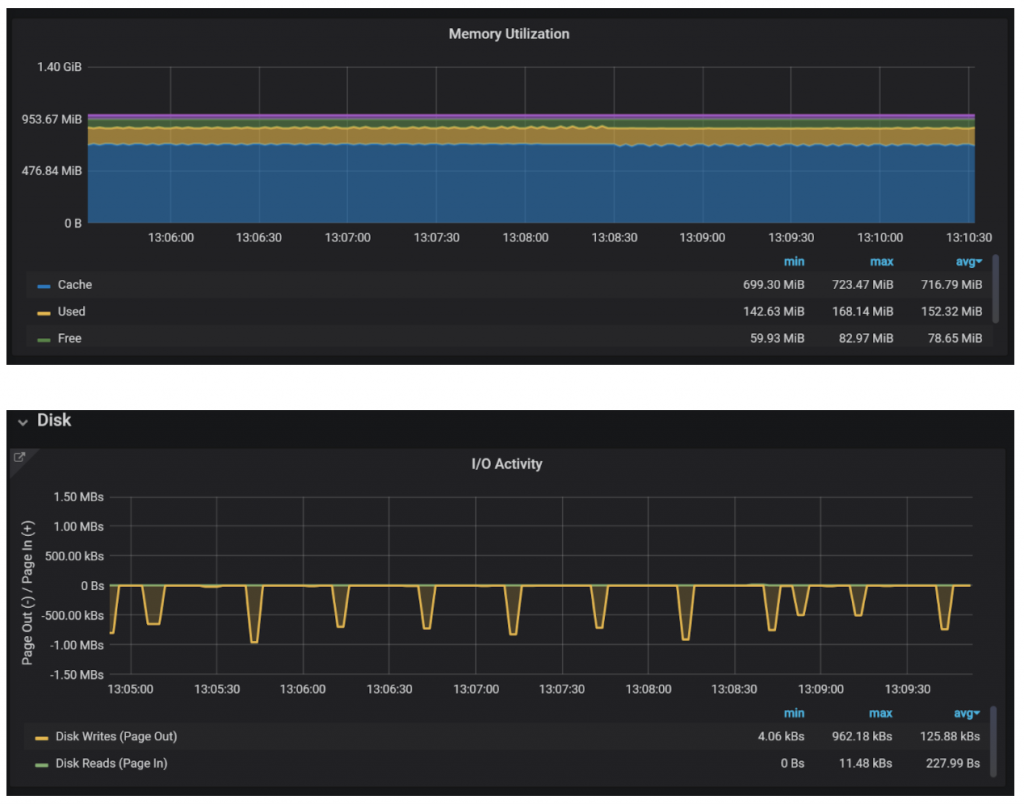 Memory Utilization
1.40 GiB
953.67 MiB
476.84 MiB
0 B
13:06:00 13:06:30 13:07:00 13:07:30 13:08:00 13:08:30 13:09:00 13:09:30 13:10:00 13:10:30
min max avg
Cache 699.30 MiB 723.47 MiB 716.79 MiB
Used 142.63 MiB 168.14 MiB 152.32 MiB
Free 59.93 MiB 82.97 MiB 78.65 MiB
Disk
I/O Activity
Page Out (-) / Page In (+)
1.50 MBs
1.00 MBs
500.00 kBs
0 Bs
-500.00 kBs
-1.00 MBs
-1.50 MBs
13:05:00 13:05:30 13:06:00 13:06:30 13:07:00 13:07:30 13:08:00 13:08:30 13:09:00 13:09:30
min max avg
Disk Writes (Page Out) 4.06 kBs 962.18 kBs 125.88 kBs
Disk Reads (Page In) 0 Bs 11.48 kBs 227.99 Bs